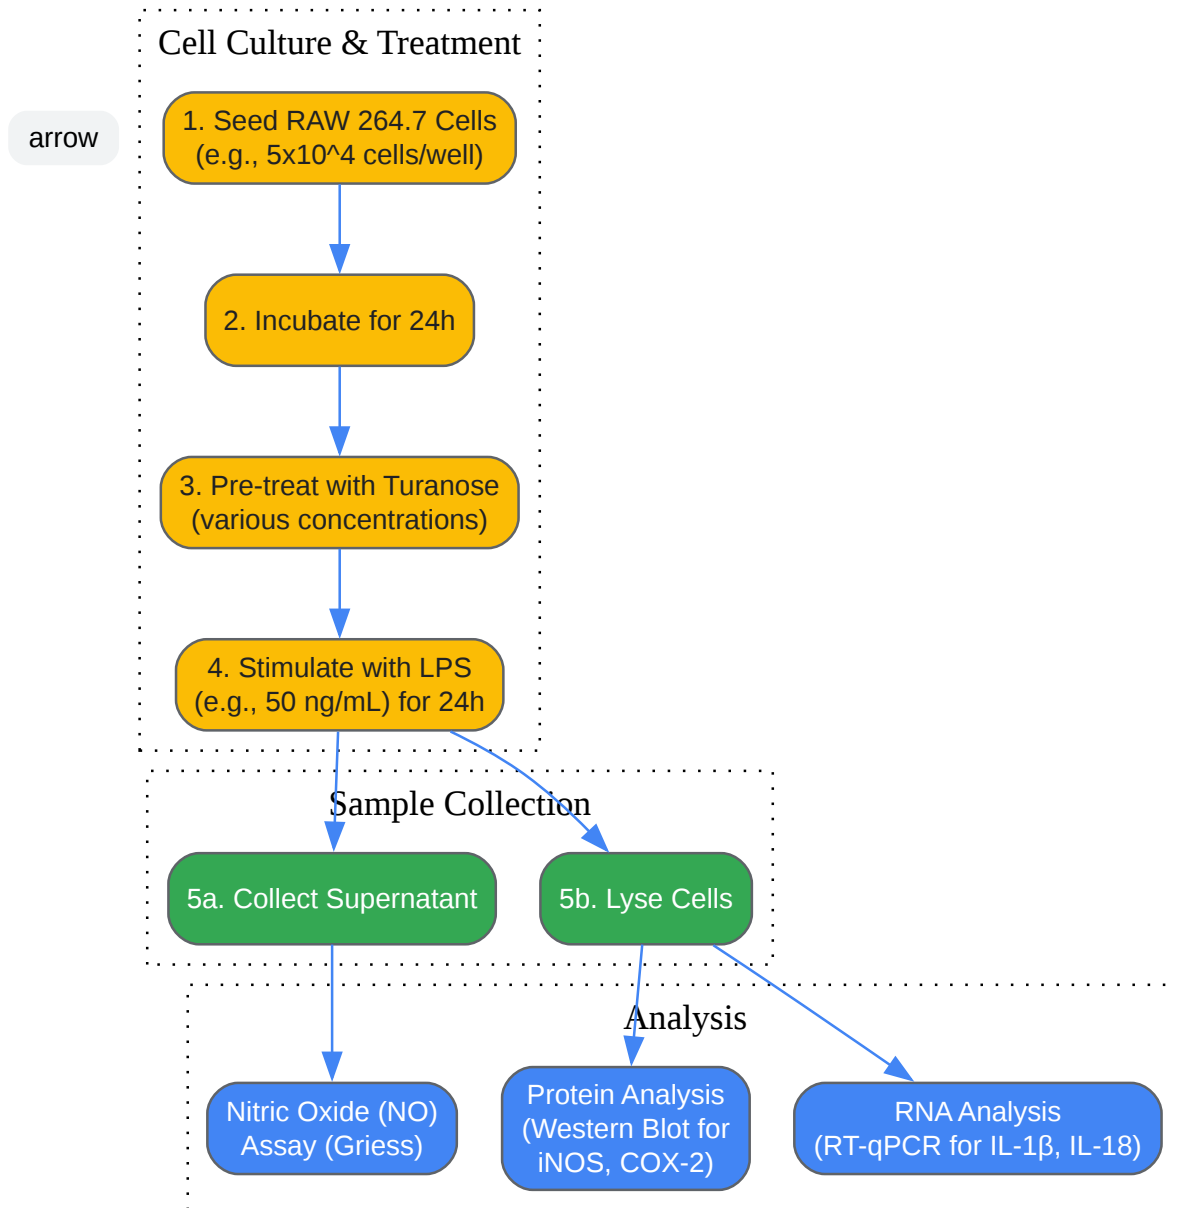 Cell Culture & Treatment
arrow
1. Seed RAW 264.7 Cells
(e.g., 5x10^4 cells/well)
2. Incubate for 24h
3. Pre-treat with Turanose
(various concentrations)
4. Stimulate with LPS
(e.g., 50 ng/mL) for 24h
Sample Collection
5a. Collect Supernatant
5b. Lyse Cells
Analysis
Nitric Oxide (NO)
Assay (Griess)
Protein Analysis
(Western Blot for
iNOS, COX-2)
RNA Analysis
(RT-qPCR for IL-1β, IL-18)